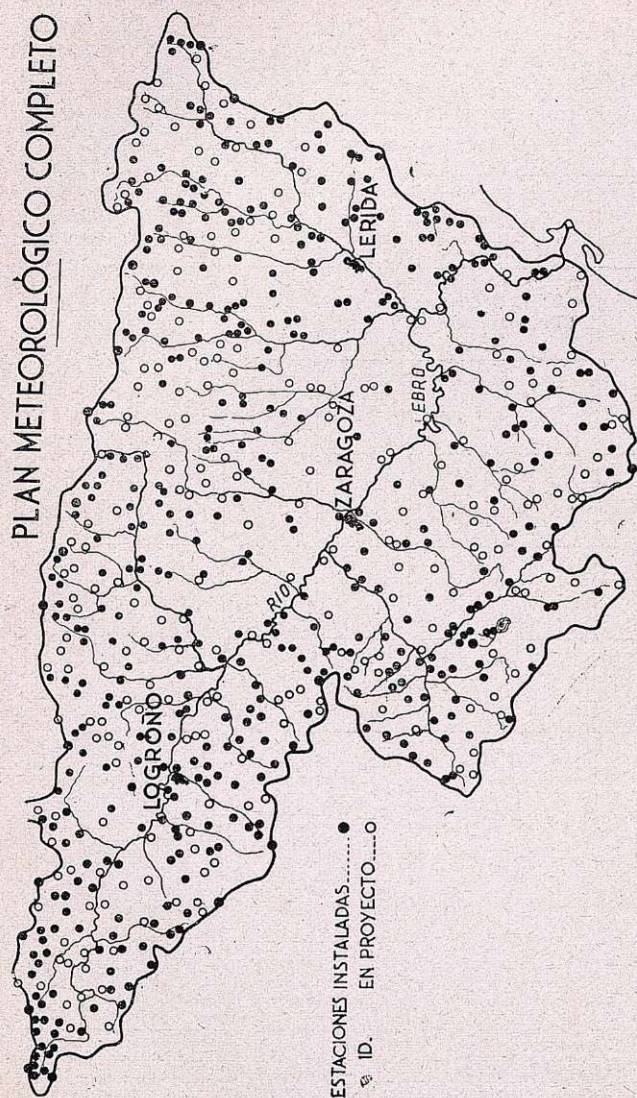 PLAN METEOROLÓGICO COMPLETO
LOGROÑO
RIO
ZARAGOZA
EBRO
LERIDA
ESTACIONES INSTALADAS........●
ID. EN PROYECTO....○